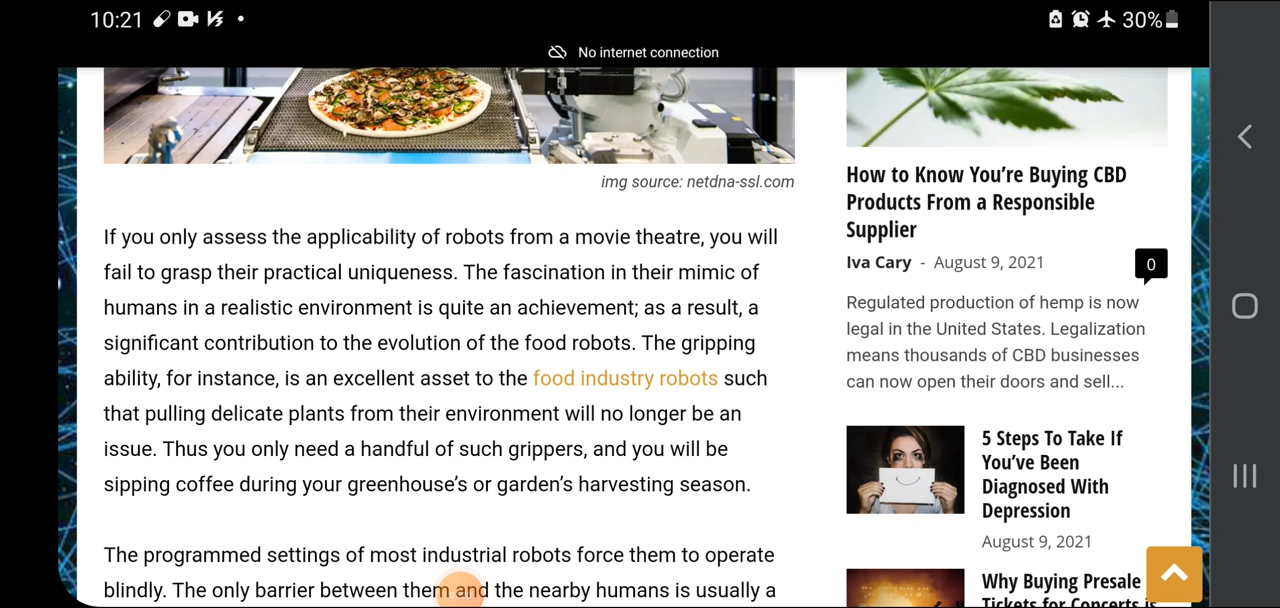 10:21
30%
No internet connection
img source: netdna-ssl.com
If you only assess the applicability of robots from a movie theatre, you will
fail to grasp their practical uniqueness. The fascination in their mimic of
humans in a realistic environment is quite an achievement; as a result, a
significant contribution to the evolution of the food robots. The gripping
ability, for instance, is an excellent asset to the food industry robots such
that pulling delicate plants from their environment will no longer be an
issue. Thus you only need a handful of such grippers, and you will be
sipping coffee during your greenhouse’s or garden’s harvesting season.
The programmed settings of most industrial robots force them to operate
blindly. The only barrier between them and the nearby humans is usually a
How to Know You’re Buying CBD
Products From a Responsible
Supplier
Iva Cary - August 9, 2021
0
Regulated production of hemp is now
legal in the United States. Legalization
means thousands of CBD businesses
can now open their doors and sell...
5 Steps To Take If
You’ve Been
Diagnosed With
Depression
August 9, 2021
Why Buying Presale
Tickets for Concerts is